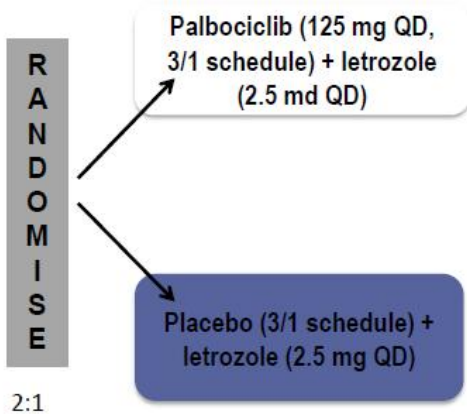 RANDOMISE
Palbociclib (125 mg QD,
3/1 schedule) + letrozole
(2.5 md QD)
Placebo (3/1 schedule) +
letrozole (2.5 mg QD)
2:1